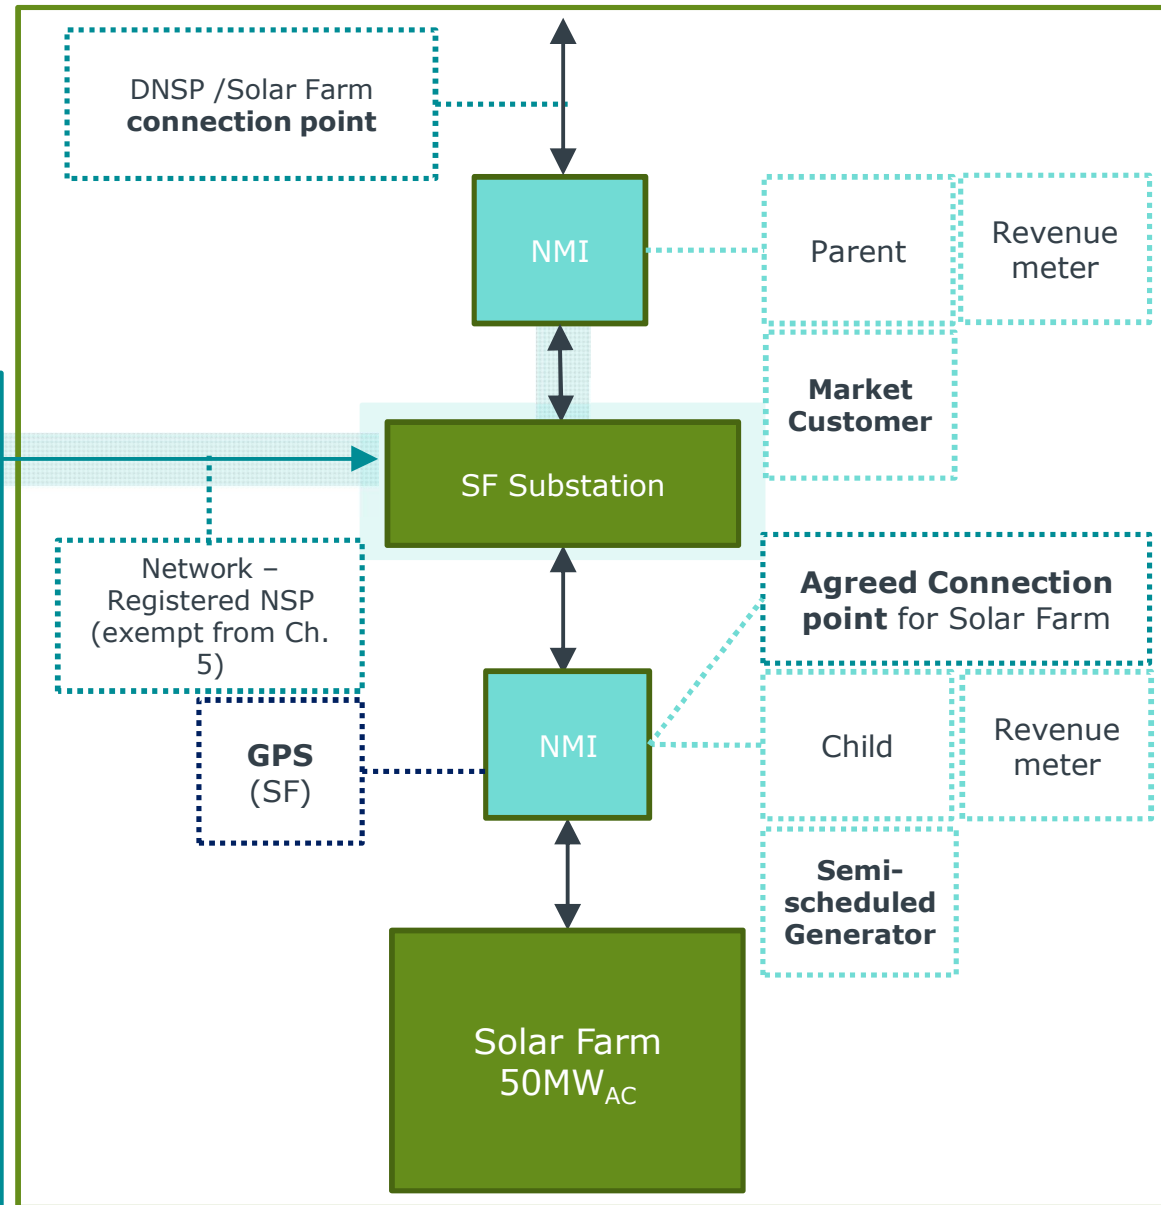 DNSP /Solar Farm
connection point
NMI
Parent
Revenue
meter
Market
Customer
SF Substation
Network –
Registered NSP
(exempt from Ch.
5)
Agreed Connection
point for Solar Farm
GPS
(SF)
NMI
Child
Revenue
meter
Semi-
scheduled
Generator
Solar Farm
50MWAC